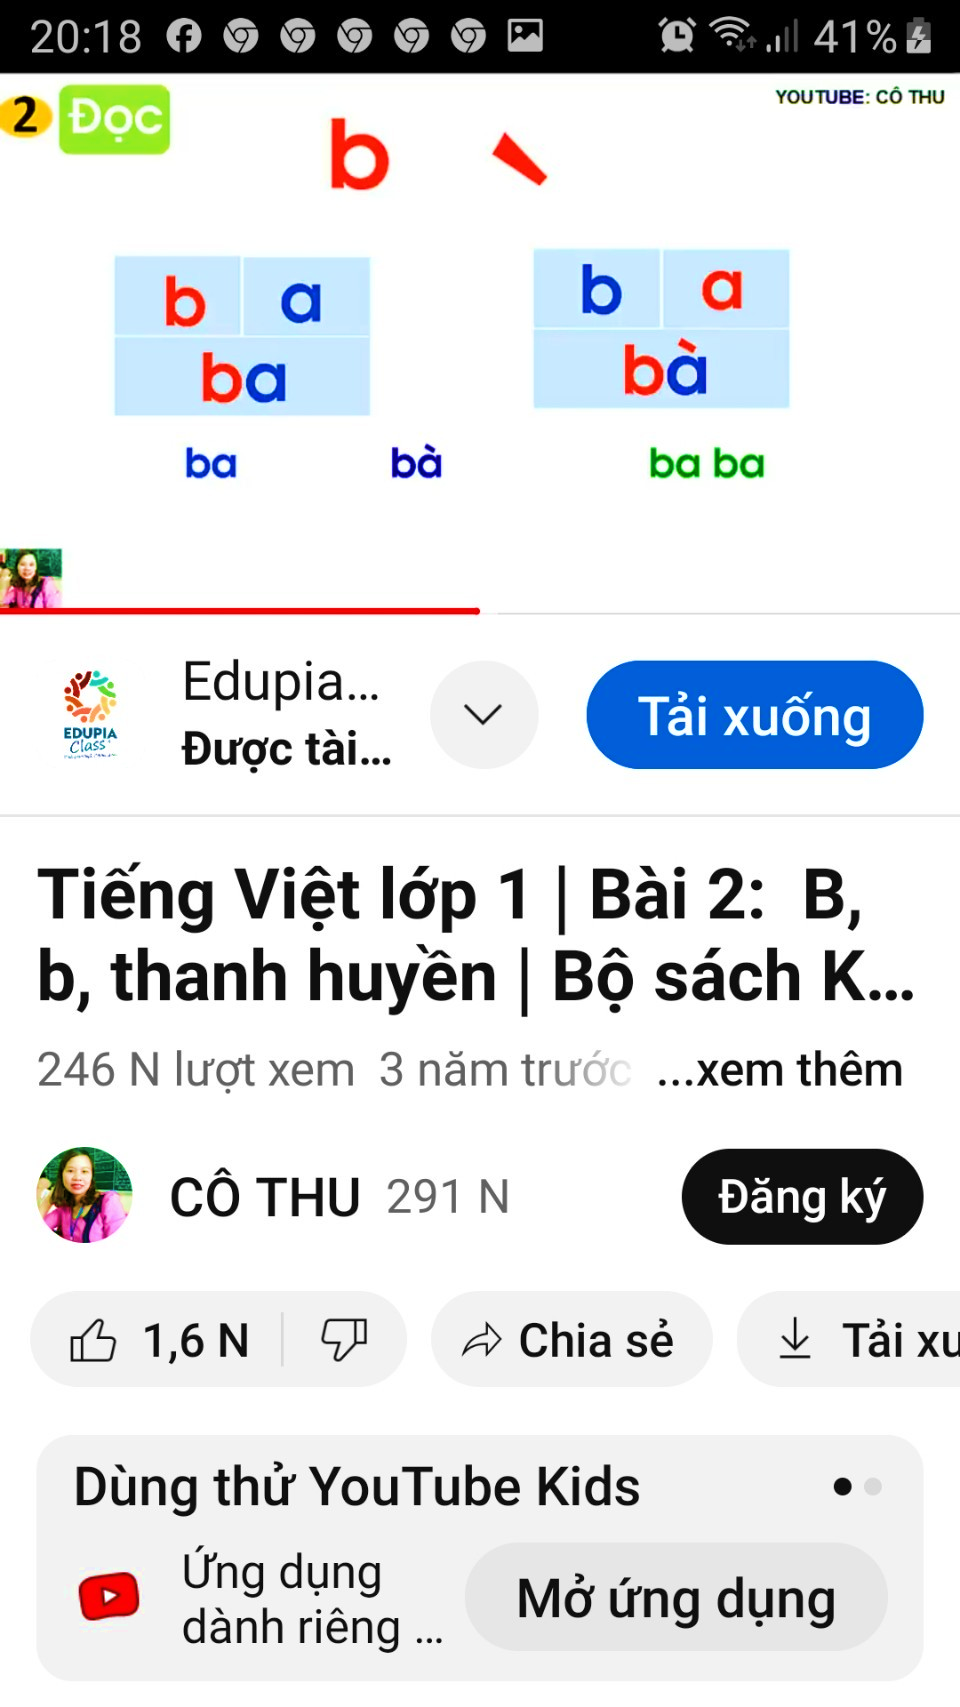 20:18
41%
2 Đọc
YOUTUBE: CÔ THU
b `
b a
ba
b a
bà
ba bà ba ba
EDUPIA
Class
Edupia...
Được tài...
Tải xuống
Tiếng Việt lớp 1 | Bài 2: B,
b, thanh huyền | Bộ sách K...
246 N lượt xem 3 năm trước ...xem thêm
CÔ THU 291 N
Đăng ký
1,6 N
Chia sẻ
Tải xu
Dùng thử YouTube Kids
Ứng dụng
dành riêng ...
Mở ứng dụng